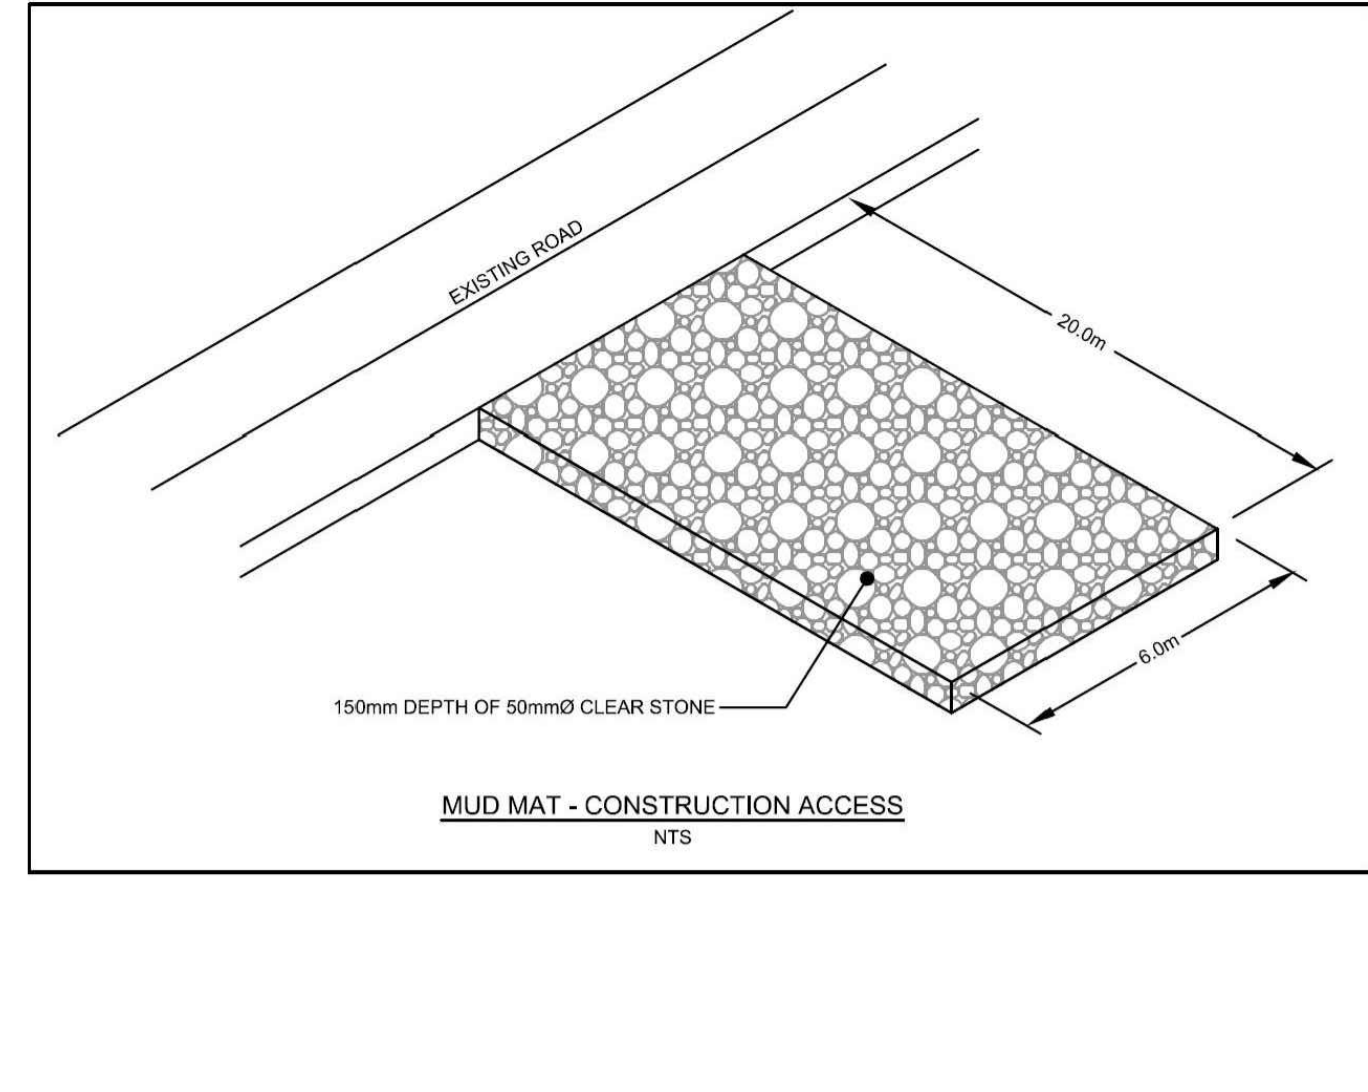 EXISTING ROAD
20.0m
6.0m
150mm DEPTH OF 50mmØ CLEAR STONE
MUD MAT - CONSTRUCTION ACCESS
NTS